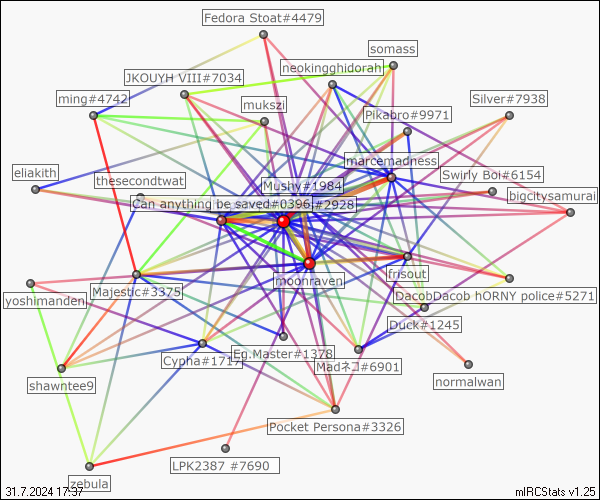 Fedora Stoat#4479
somass
neokingghidorah
JKOUYH VIII#7034
ming#4742
mukszi
Silver#7938
Pikabro#9971
marcemadness
eliakith
thesecondtwat
Mushy#1984
Swirly Boi#6154
bigcitysamurai
Can anything be saved#0396
#2928
moonraven
frisout
Majestic#3375
yoshimanden
DacobDacob hORNY police#5271
Duck#1245
Eg.Master#1378
Cypha#1717
Madネコ#6901
shawntee9
normalwan
Pocket Persona#3326
LPK2387 #7690
zebula
31.7.2024 17:37
mIRCStats v1.25